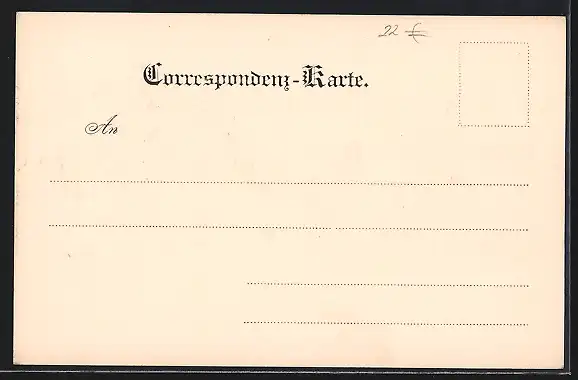 22 €
Correspondenz-Karte.
An